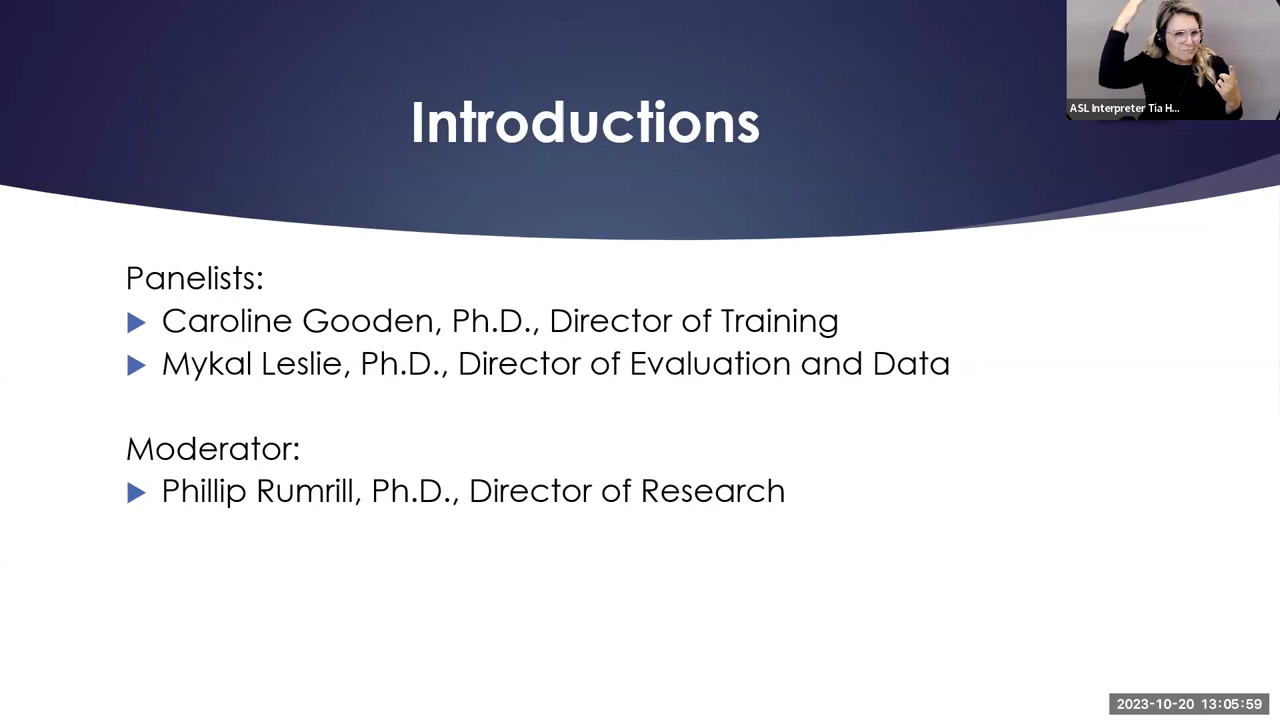 Introductions
ASL Interpreter Tia H...
Panelists:
Caroline Gooden, Ph.D., Director of Training
Mykal Leslie, Ph.D., Director of Evaluation and Data
Moderator:
Phillip Rumrill, Ph.D., Director of Research
2023-10-20 13:05:59